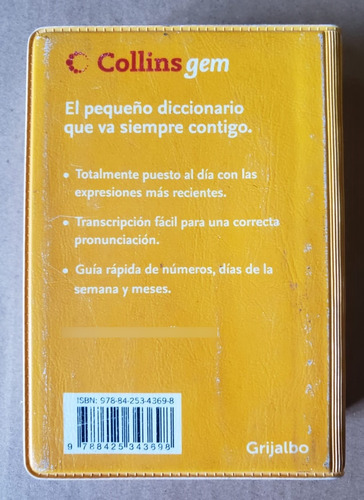 Collins gem
El pequeño diccionario
que va siempre contigo.
• Totalmente puesto al día con las
expresiones más recientes.
• Transcripción fácil para una correcta
pronunciación.
• Guía rápida de números, días de la
semana y meses.
ISBN: 978-84-253-4369-8
9 788425 343698
Grijalbo